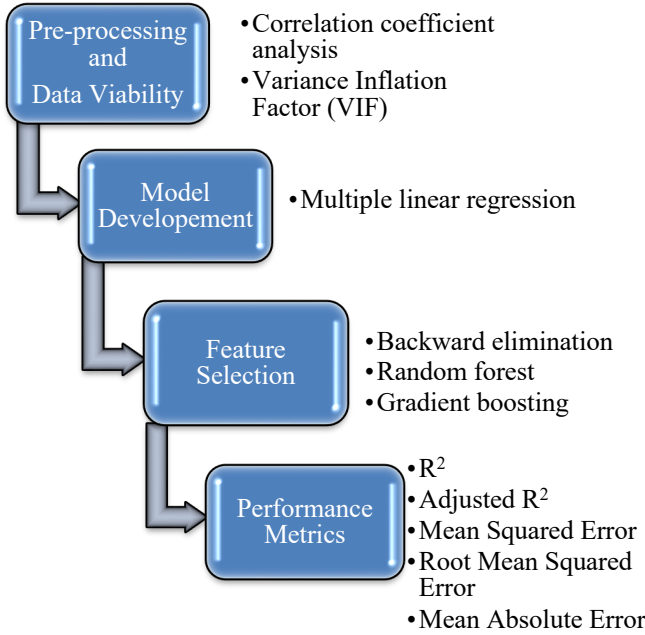 Pre-processing
and
Data Viability
•Correlation coefficient
analysis
•Variance Inflation
Factor (VIF)
Model
Developement
•Multiple linear regression
Feature
Selection
•Backward elimination
•Random forest
•Gradient boosting
Performance
Metrics
•R²
•Adjusted R²
•Mean Squared Error
•Root Mean Squared
Error
•Mean Absolute Error